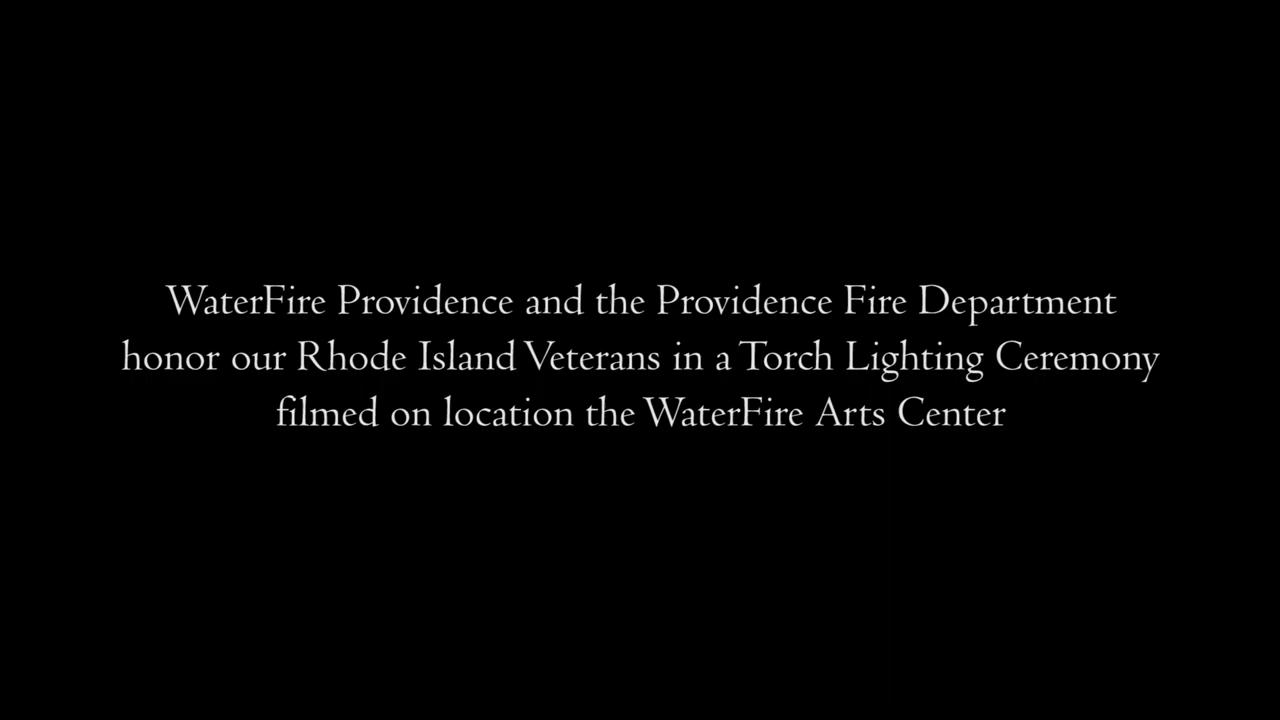 WaterFire Providence and the Providence Fire Department
honor our Rhode Island Veterans in a Torch Lighting Ceremony
filmed on location the WaterFire Arts Center